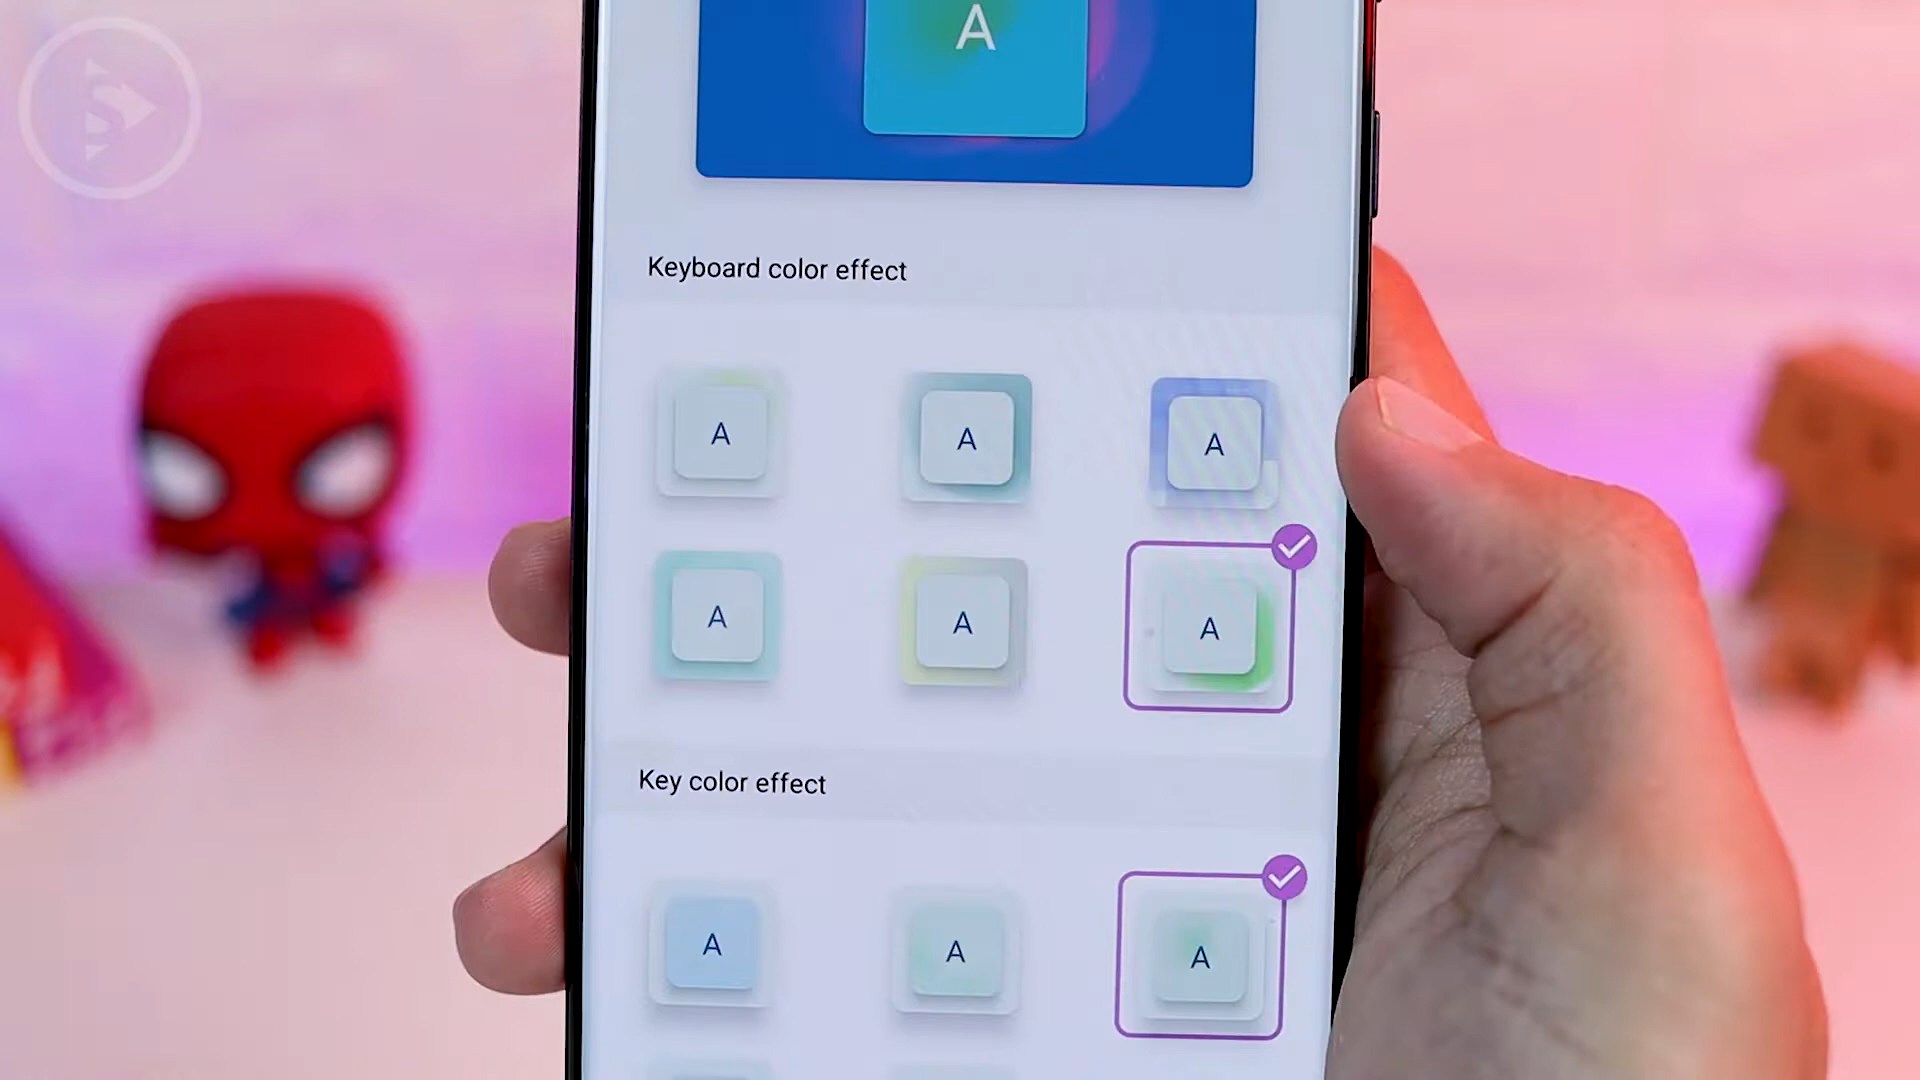 A
Keyboard color effect
A A A
A A A
Key color effect
A A A